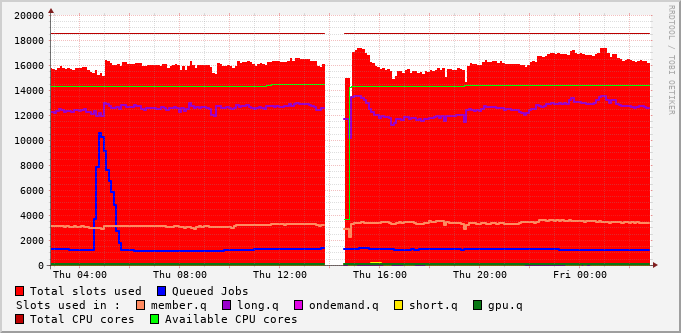 RRDTOOL / TOBI OETIKER
20000
18000
16000
14000
12000
10000
8000
6000
4000
2000
0
Thu 04:00 Thu 08:00 Thu 12:00 Thu 16:00 Thu 20:00 Fri 00:00
Total slots used Queued Jobs
Slots used in : member.q long.q ondemand.q short.q gpu.q
Total CPU cores Available CPU cores